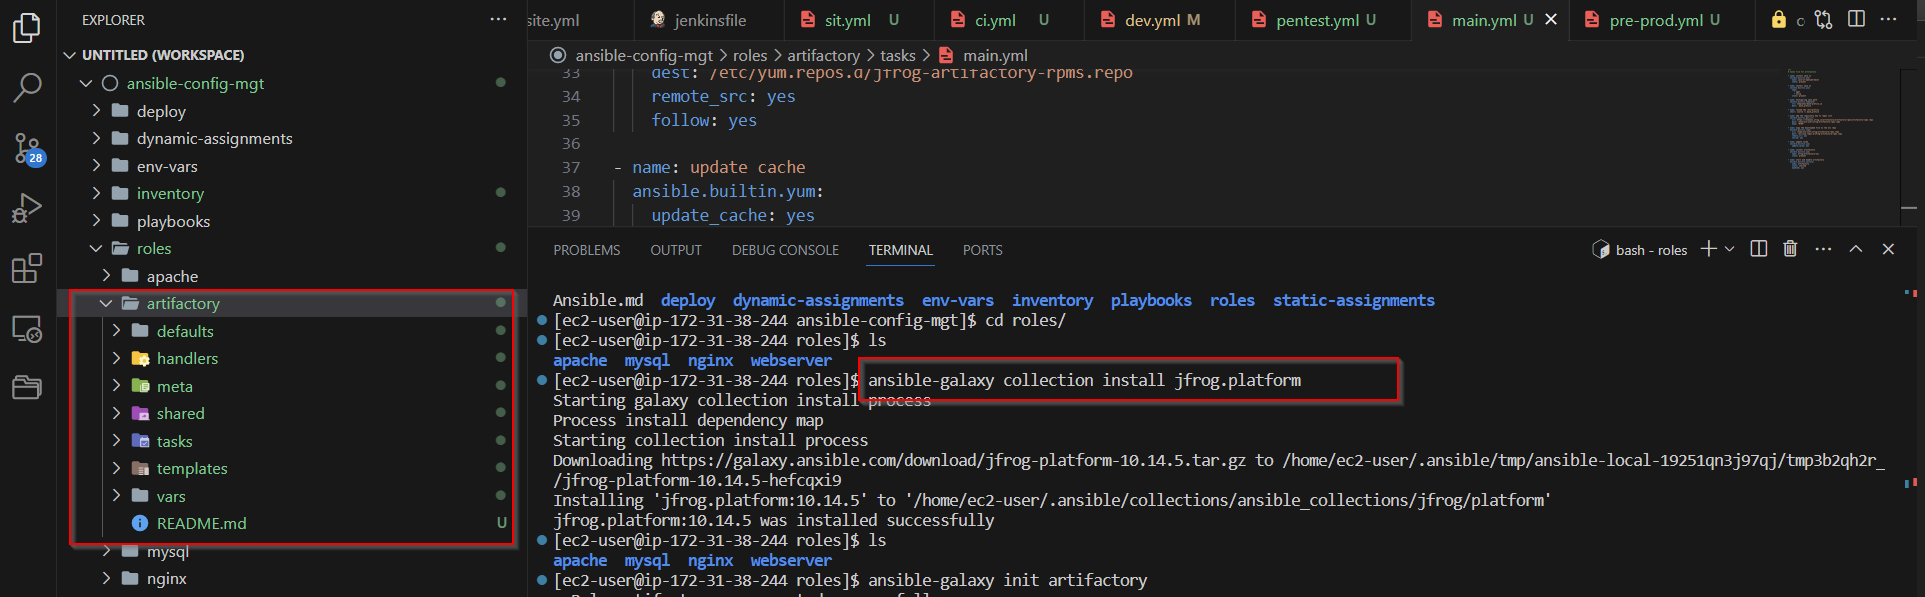 EXPLORER
UNTITLED (WORKSPACE)
ansible-config-mgt
deploy
dynamic-assignments
env-vars
inventory
playbooks
roles
apache
artifactory
defaults
handlers
meta
shared
tasks
templates
vars
README.md U
mysql
nginx
28
site.yml jenkinsfile sit.yml U ci.yml U dev.yml M pentest.yml U main.yml U pre-prod.yml U
ansible-config-mgt > roles > artifactory > tasks > main.yml
33 dest: /etc/yum.repos.d/jfrog-artifactory-rpms.repo
34 remote_src: yes
35 follow: yes
36
37 - name: update cache
38 ansible.builtin.yum:
39 update_cache: yes
PROBLEMS OUTPUT DEBUG CONSOLE TERMINAL PORTS bash - roles
Ansible.md deploy dynamic-assignments env-vars inventory playbooks roles static-assignments
[ec2-user@ip-172-31-38-244 ansible-config-mgt]$ cd roles/
[ec2-user@ip-172-31-38-244 roles]$ ls
apache mysql nginx webserver
[ec2-user@ip-172-31-38-244 roles]$ ansible-galaxy collection install jfrog.platform
Starting galaxy collection install process
Process install dependency map
Starting collection install process
Downloading https://galaxy.ansible.com/download/jfrog-platform-10.14.5.tar.gz to /home/ec2-user/.ansible/tmp/ansible-local-19251qn3j97qj/tmp3b2qh2r_
/jfrog-platform-10.14.5-hefcqxi9
Installing 'jfrog.platform:10.14.5' to '/home/ec2-user/.ansible/collections/ansible_collections/jfrog/platform'
jfrog.platform:10.14.5 was installed successfully
[ec2-user@ip-172-31-38-244 roles]$ ls
apache mysql nginx webserver
[ec2-user@ip-172-31-38-244 roles]$ ansible-galaxy init artifactory